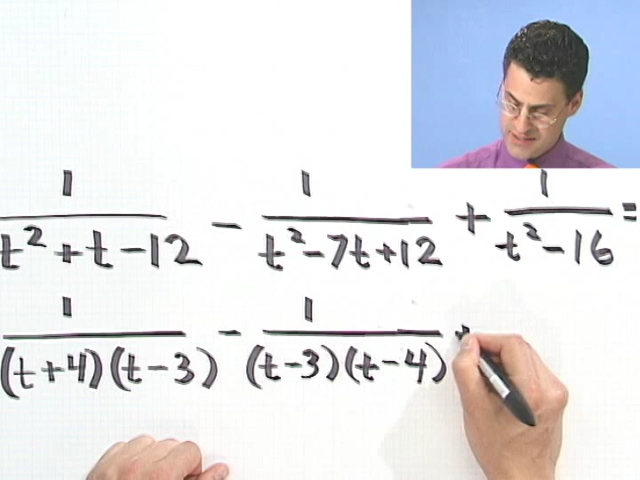 1/(t²+t-12) - 1/(t²-7t+12) + 1/(t²-16) =
1/((t+4)(t-3)) - 1/((t-3)(t-4)) +